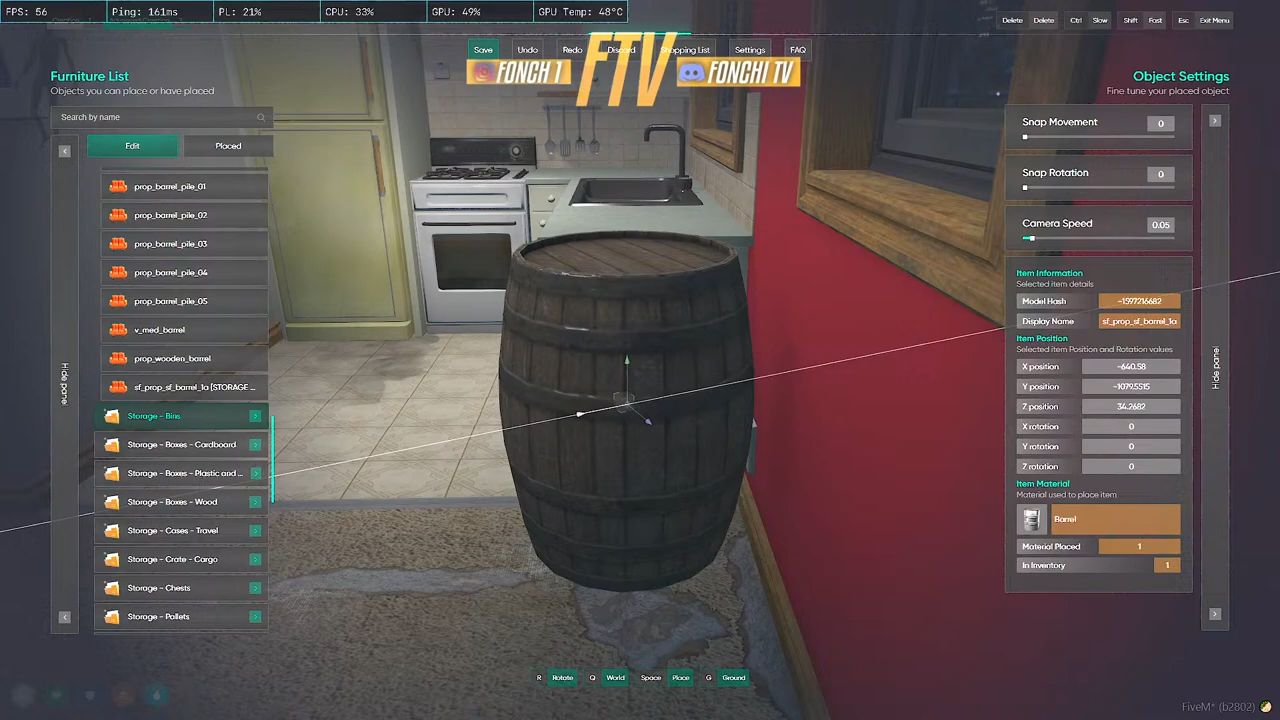 FPS: 56
Ping: 161ms
PL: 21%
CPU: 33%
GPU: 49%
GPU Temp: 48°C
Delete Delete Ctrl Slow Shift Fast Esc Exit Menu
Save Undo Redo Discard Shopping List Settings FAQ
FTV
FONCH 1
FONCHI TV
Furniture List
Objects you can place or have placed
Search by name
Edit Placed
prop_barrel_pile_01
prop_barrel_pile_02
prop_barrel_pile_03
prop_barrel_pile_04
prop_barrel_pile_05
v_med_barrel
prop_wooden_barrel
sf_prop_sf_barrel_1a [STORAGE ...
Storage - Bins
Storage - Boxes - Cardboard
Storage - Boxes - Plastic and ...
Storage - Boxes - Wood
Storage - Cases - Travel
Storage - Crate - Cargo
Storage - Chests
Storage - Pallets
Hide panel
Object Settings
Fine tune your placed object
Snap Movement 0
Snap Rotation 0
Camera Speed 0.05
Item Information
Selected item details
Model Hash -1597216682
Display Name sf_prop_sf_barrel_1a
Item Position
Selected item Position and Rotation values
X position -640.58
Y position -1079.5515
Z position 34.2682
X rotation 0
Y rotation 0
Z rotation 0
Item Material
Material used to place item
Barrel
Material Placed 1
In Inventory 1
Hide panel
R Rotate Q World Space Place G Ground
FiveM* (b2802)